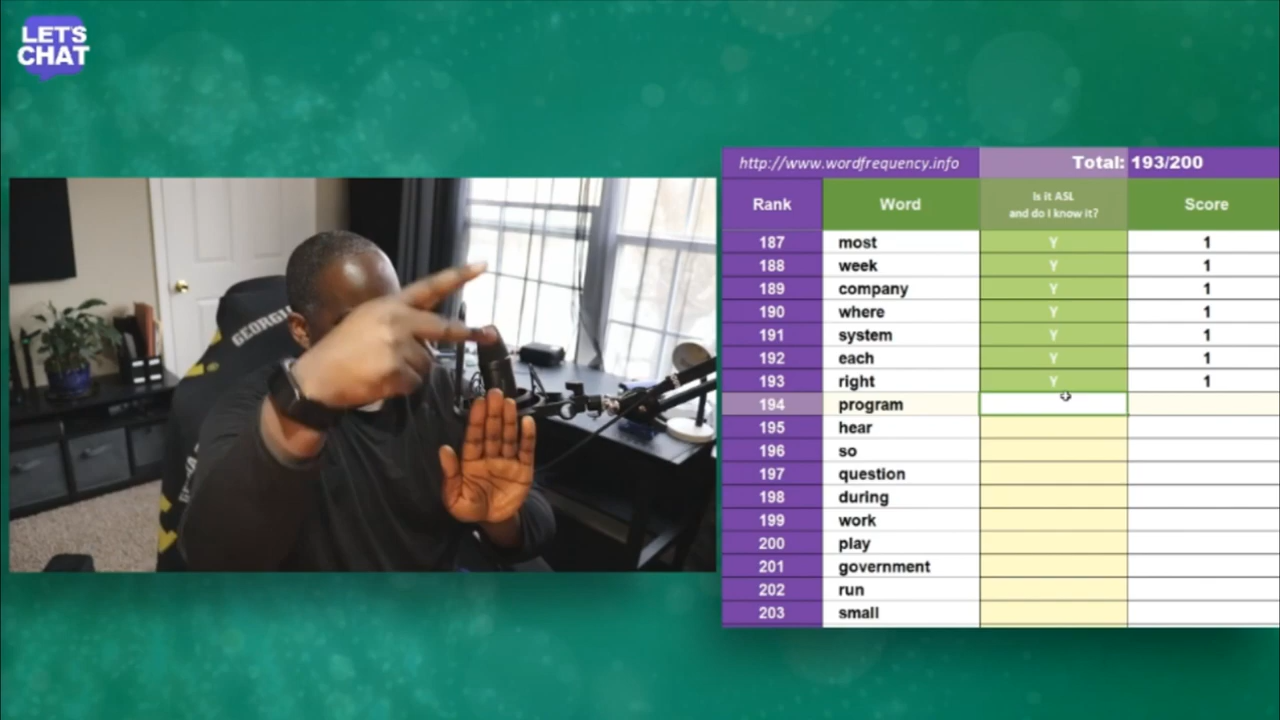 LET'S
CHAT
http://www.wordfrequency.info Total: 193/200
Rank Word Is it ASL and do I know it? Score
187 most Y 1
188 week Y 1
189 company Y 1
190 where Y 1
191 system Y 1
192 each Y 1
193 right Y 1
194 program
195 hear
196 so
197 question
198 during
199 work
200 play
201 government
202 run
203 small